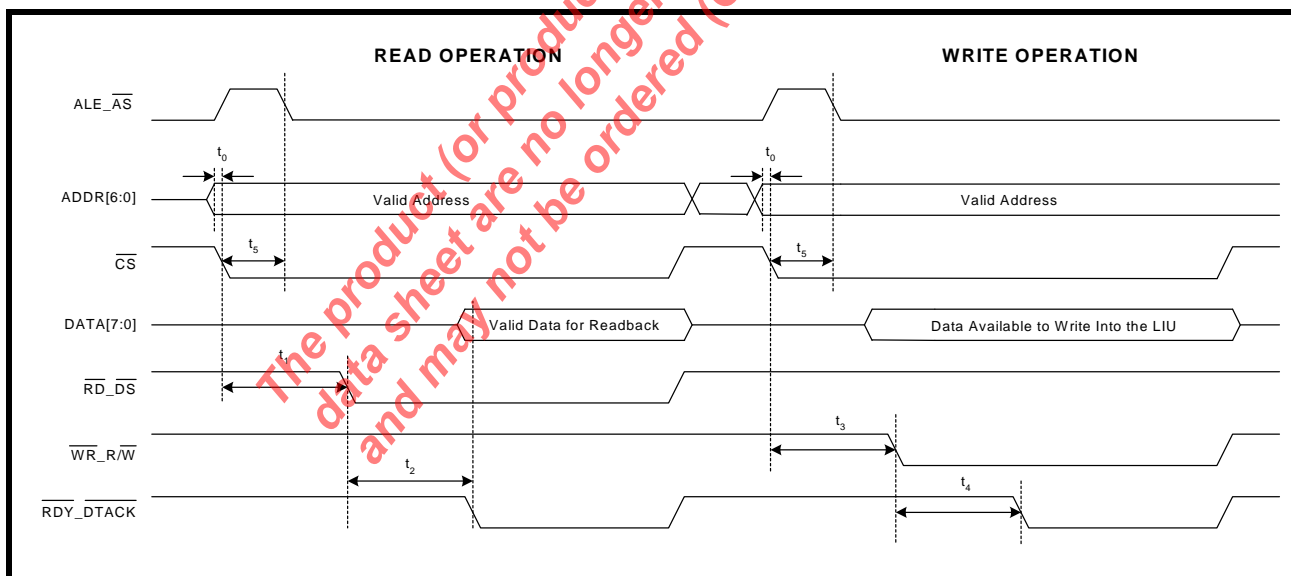 READ OPERATION
WRITE OPERATION
ALE_AS
t0
t0
ADDR[6:0]
Valid Address
Valid Address
t5
t5
CS
DATA[7:0]
Valid Data for Readback
Data Available to Write Into the LIU
t1
RD_DS
t3
WR_R/W
t2
t4
RDY_DTACK
The product (or produc
data sheet are no longer
and may not be ordered (